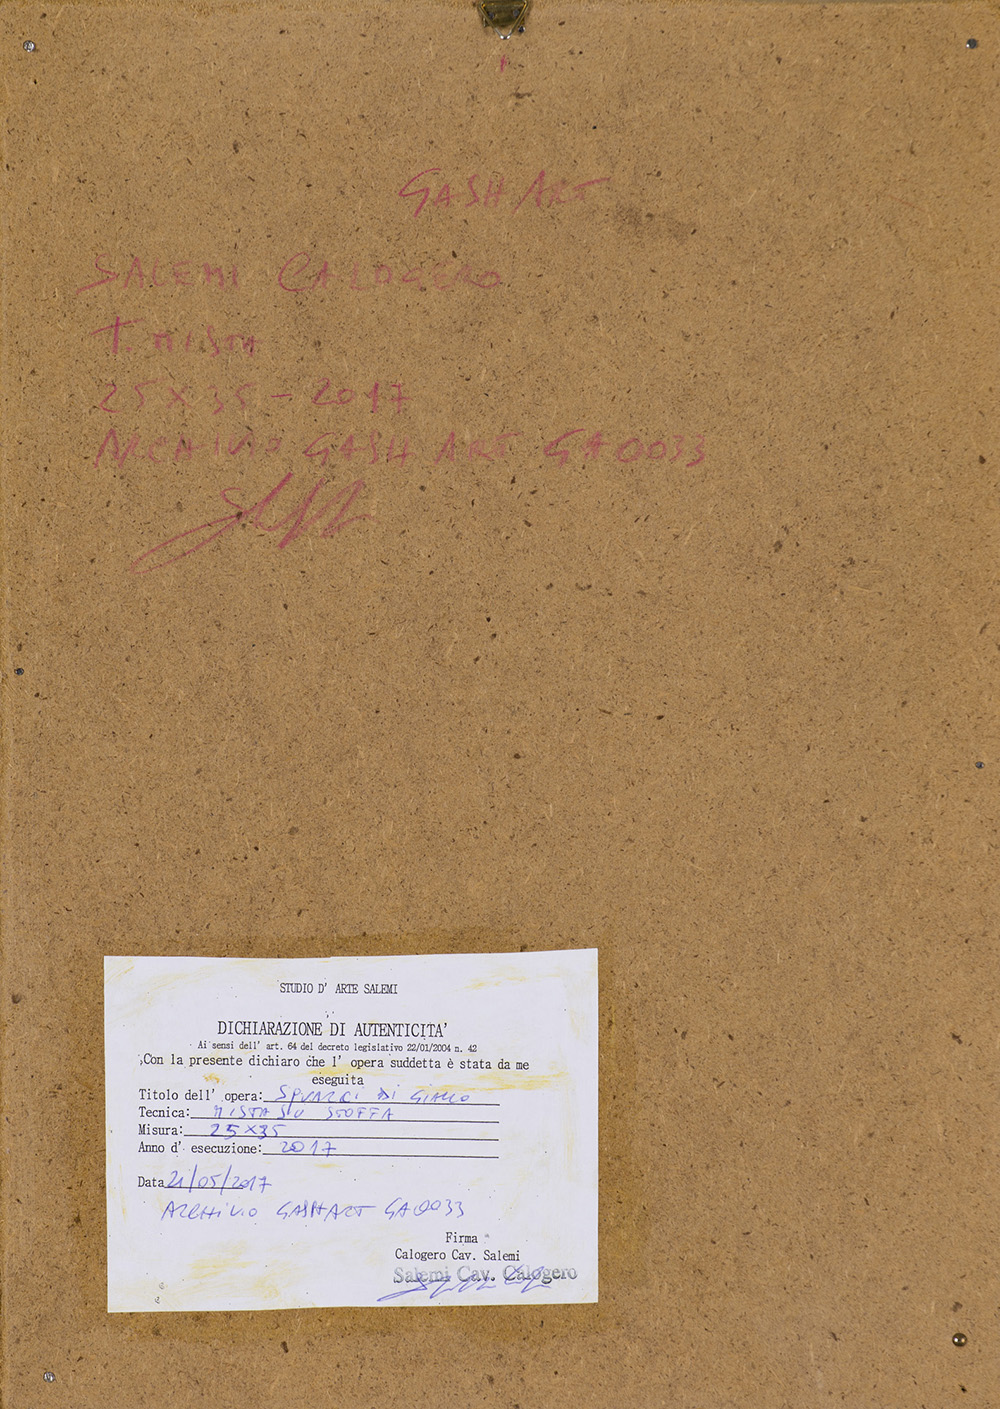 GASH ART
SALEMI CALOGERO
T. MISTA
25X35 - 2017
ARCHIVIO GASH ART GA0033
STUDIO D' ARTE SALEMI
DICHIARAZIONE DI AUTENTICITA'
Ai sensi dell' art. 64 del decreto legislativo 22/01/2004 n. 42
Con la presente dichiaro che l' opera suddetta è stata da me
eseguita
Titolo dell' opera: SQUARCI DI GIALLO
Tecnica: MISTA SU STOFFA
Misura: 25X35
Anno d' esecuzione: 2017
Data 21/05/2017
ARCHIVIO GASHART GA0033
Firma
Calogero Cav. Salemi
Salemi Cav. Calogero